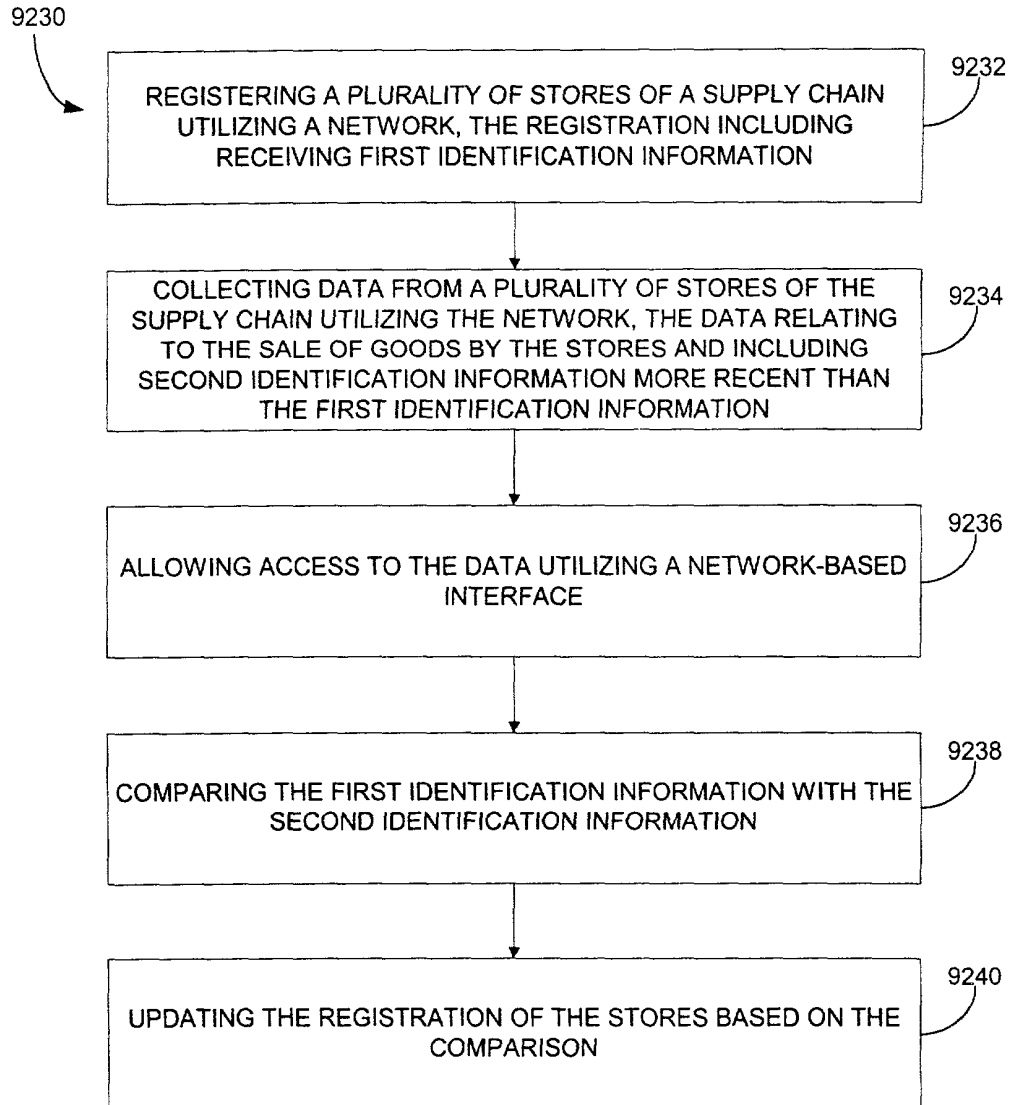 9230
9232
REGISTERING A PLURALITY OF STORES OF A SUPPLY CHAIN
UTILIZING A NETWORK, THE REGISTRATION INCLUDING
RECEIVING FIRST IDENTIFICATION INFORMATION
9234
COLLECTING DATA FROM A PLURALITY OF STORES OF THE
SUPPLY CHAIN UTILIZING THE NETWORK, THE DATA RELATING
TO THE SALE OF GOODS BY THE STORES AND INCLUDING
SECOND IDENTIFICATION INFORMATION MORE RECENT THAN
THE FIRST IDENTIFICATION INFORMATION
9236
ALLOWING ACCESS TO THE DATA UTILIZING A NETWORK-BASED
INTERFACE
9238
COMPARING THE FIRST IDENTIFICATION INFORMATION WITH THE
SECOND IDENTIFICATION INFORMATION
9240
UPDATING THE REGISTRATION OF THE STORES BASED ON THE
COMPARISON